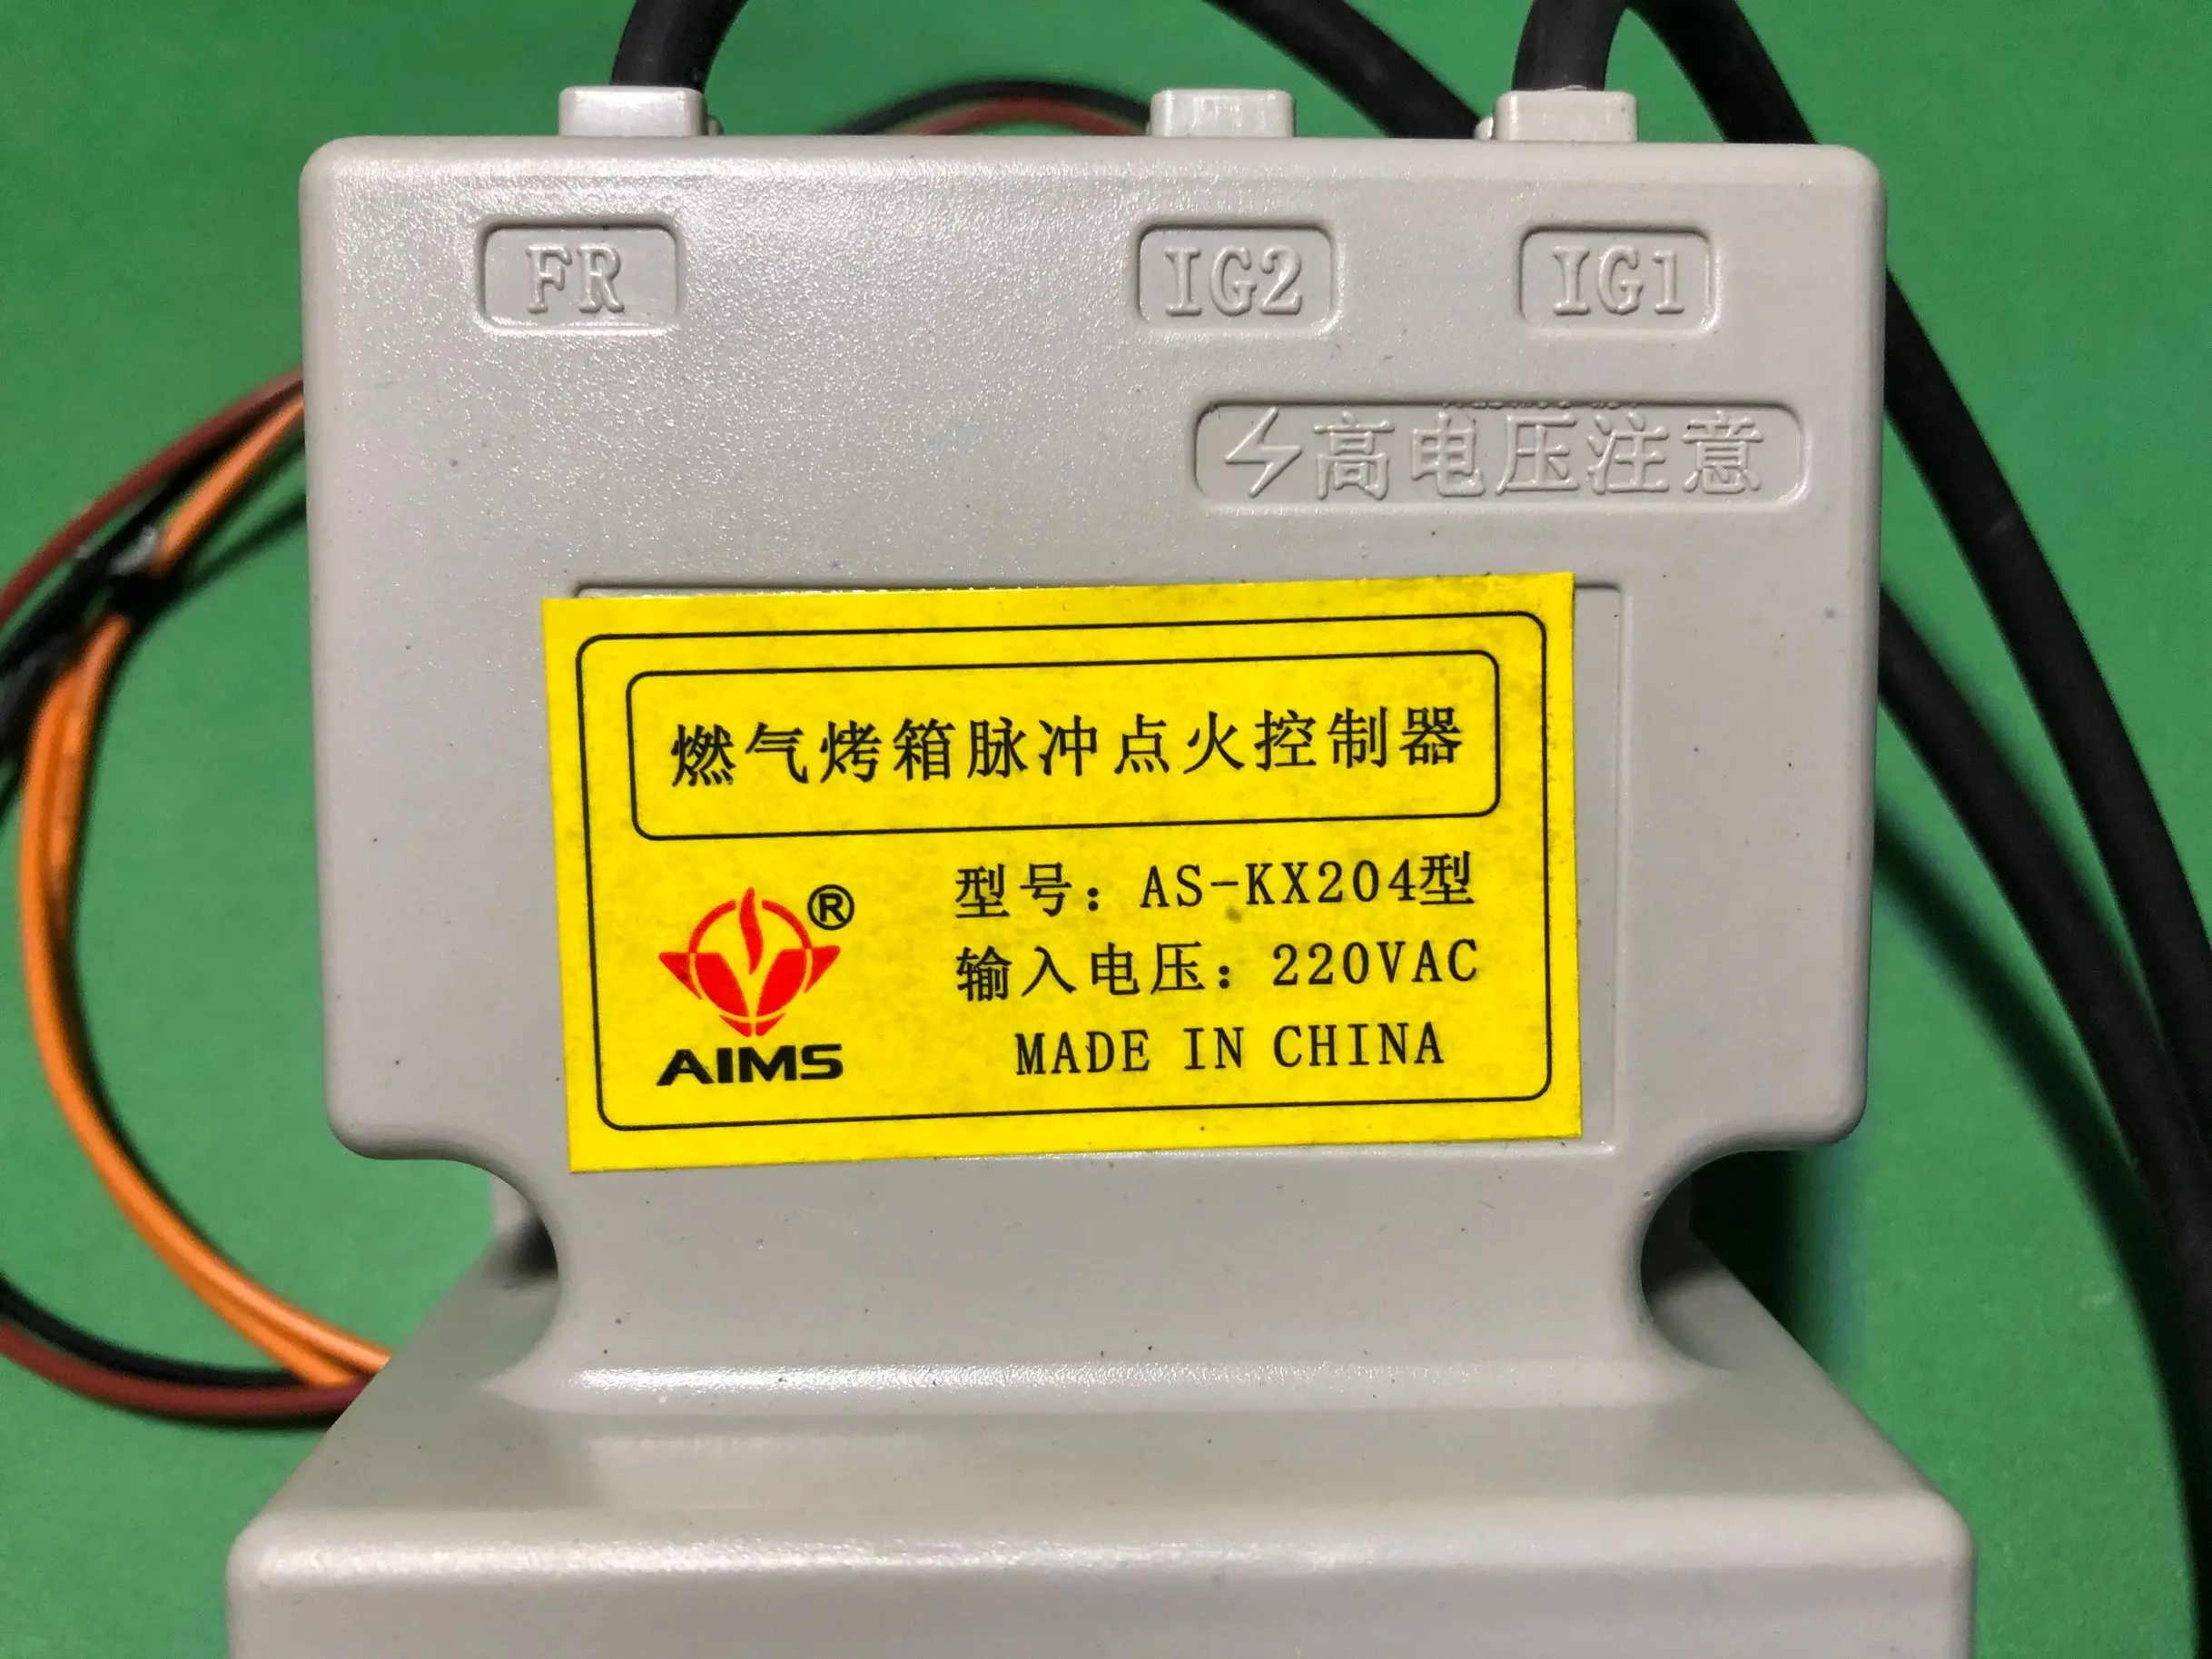 FR
IG2
IG1
高电压注意
燃气烤箱脉冲点火控制器
型号：AS-KX204型
输入电压：220VAC
MADE IN CHINA
®
AIMS